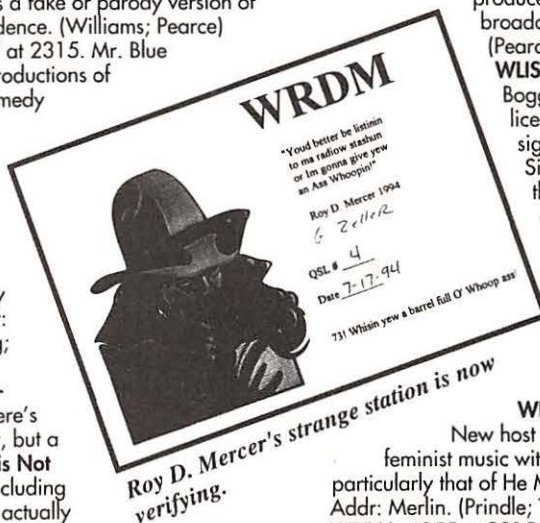 s a fake or parody version of
dence. (Williams; Pearce)
at 2315. Mr. Blue
roductions of
medy
ere's
, but a
is Not
cluding
actually
WRDM
"Youd better be listinin
to ma radiow stashun
or Im gonna give yew
an Ass Whoopin!"
Roy D. Mercer 1994
G Zeller
QSL # 4
Date 7-17-94
73! Whisin yew a barrel full O' Whoop ass
Roy D. Mercer's strange station is now
verifying.
produce
broadc
(Pearc
WLIS
Bogg
lice
sig
Si
th
New host
feminist music wit
particularly that of He M
Addr: Merlin. (Prindle;